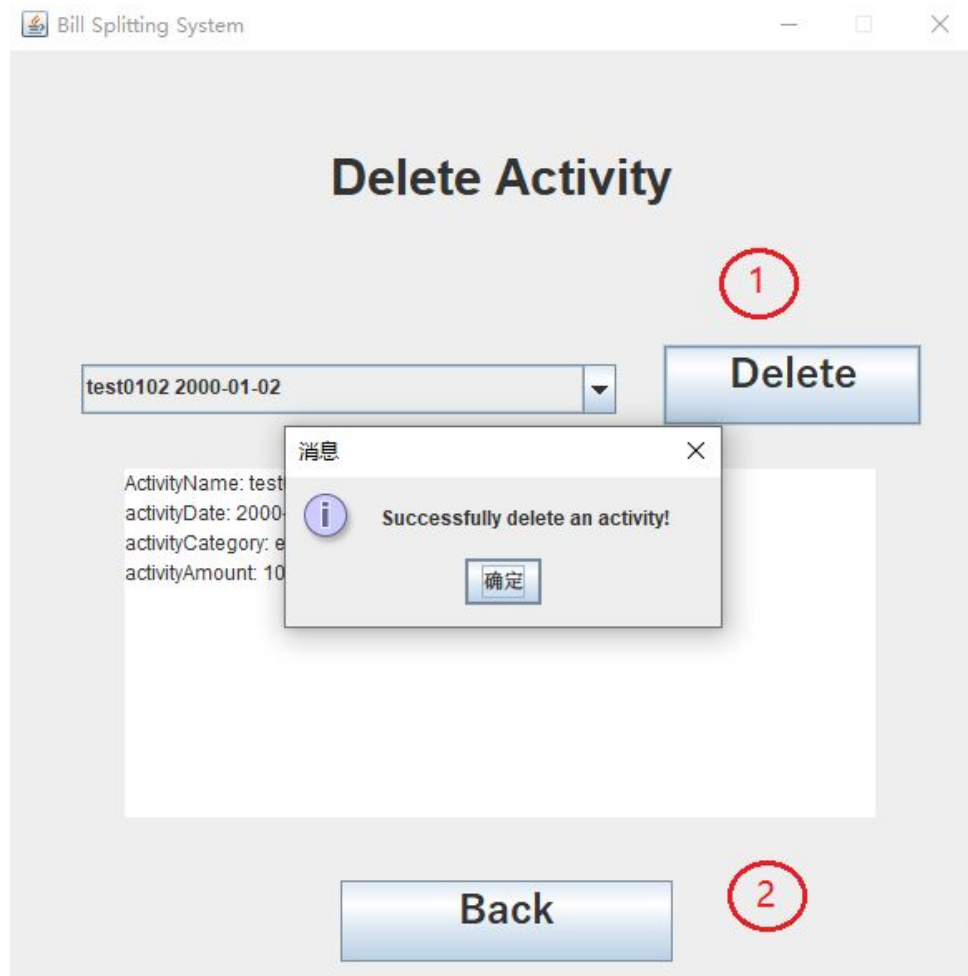 Bill Splitting System
Delete Activity
1
test0102 2000-01-02
Delete
消息
ActivityName: test
activityDate: 2000-
activityCategory: e
activityAmount: 10
i
Successfully delete an activity!
确定
Back
2